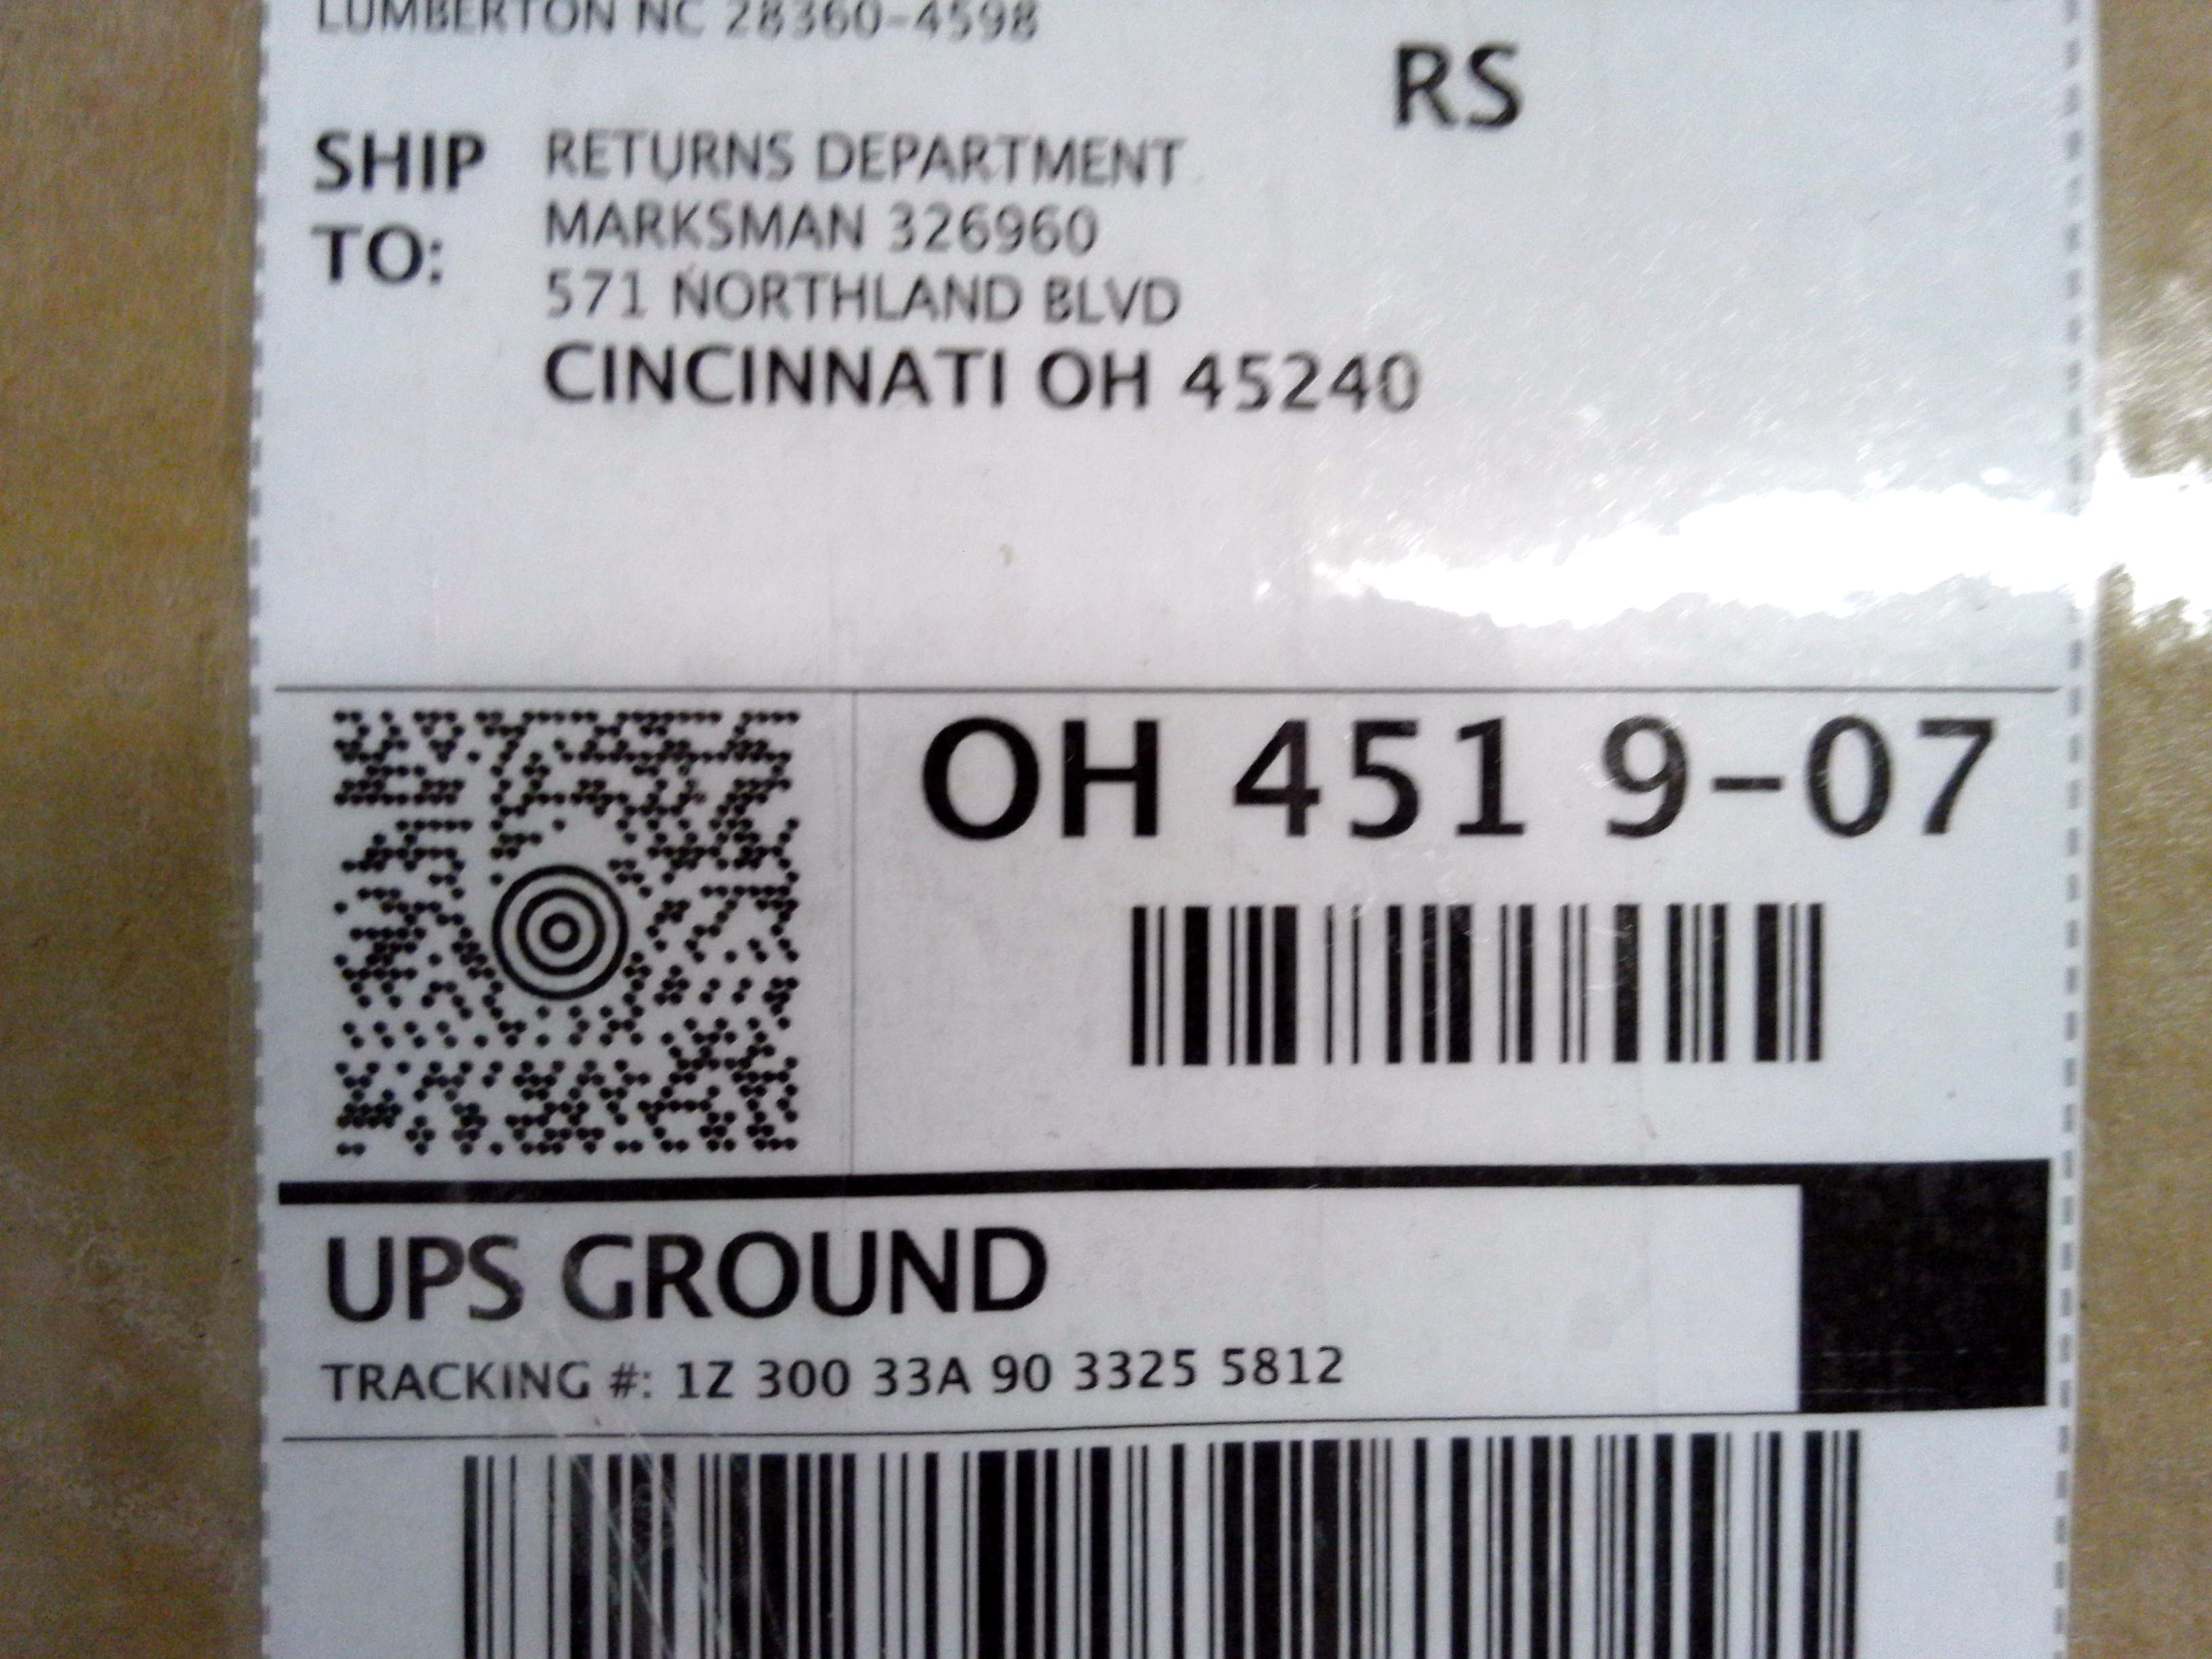 LUMBERTON NC 28360-4598
RS
SHIP TO:
RETURNS DEPARTMENT
MARKSMAN 326960
571 NORTHLAND BLVD
CINCINNATI OH 45240
OH 451 9-07
UPS GROUND
TRACKING #: 1Z 300 33A 90 3325 5812